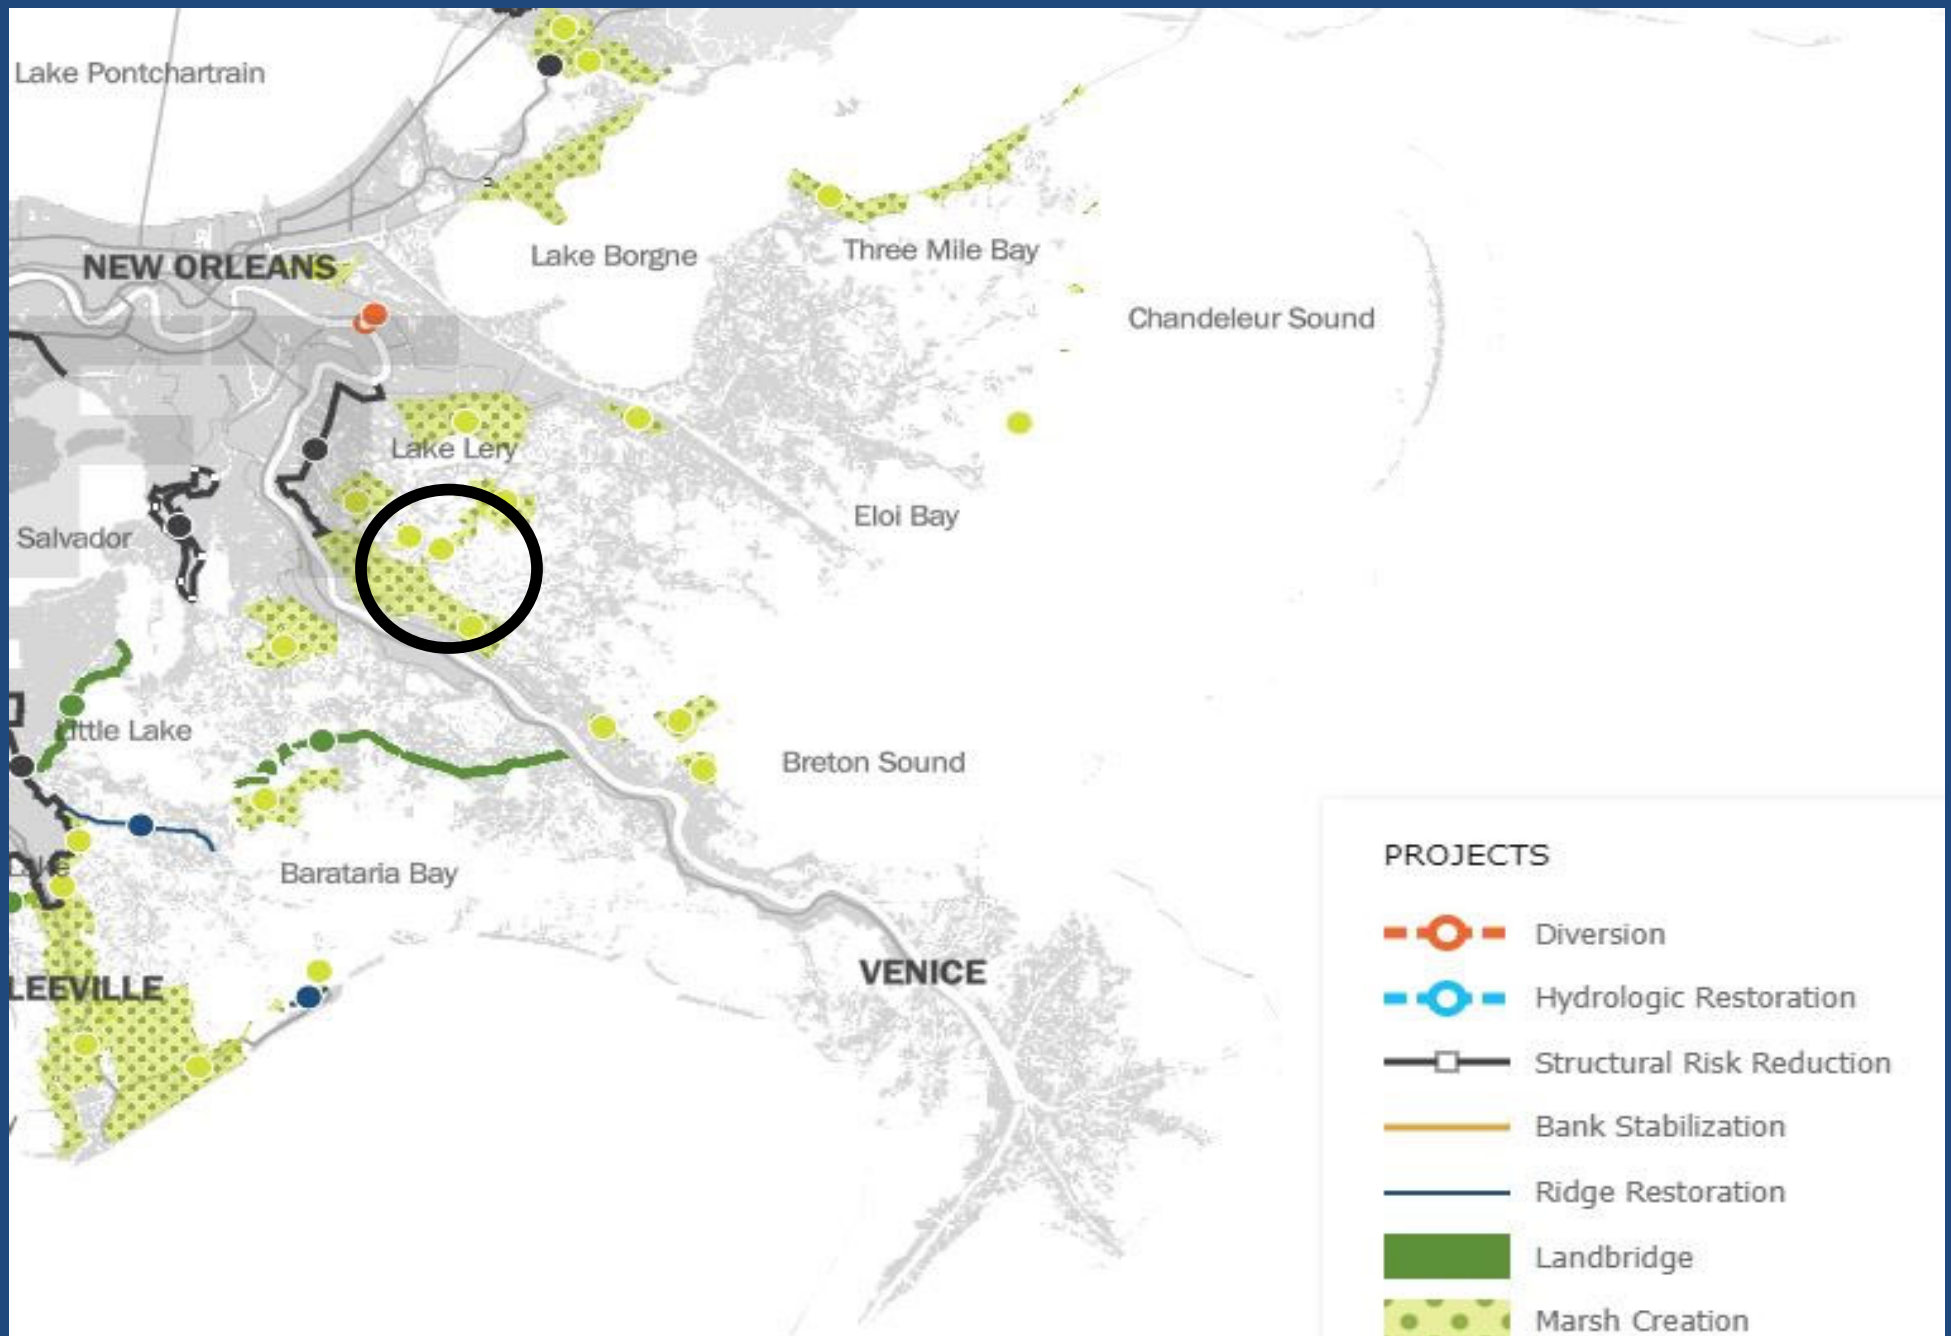 Lake Pontchartrain
NEW ORLEANS
Lake Borgne
Three Mile Bay
Chandeleur Sound
Lake Lery
Salvador
Eloi Bay
Little Lake
Breton Sound
Lake
Barataria Bay
LEEVILLE
VENICE
PROJECTS
Diversion
Hydrologic Restoration
Structural Risk Reduction
Bank Stabilization
Ridge Restoration
Landbridge
Marsh Creation